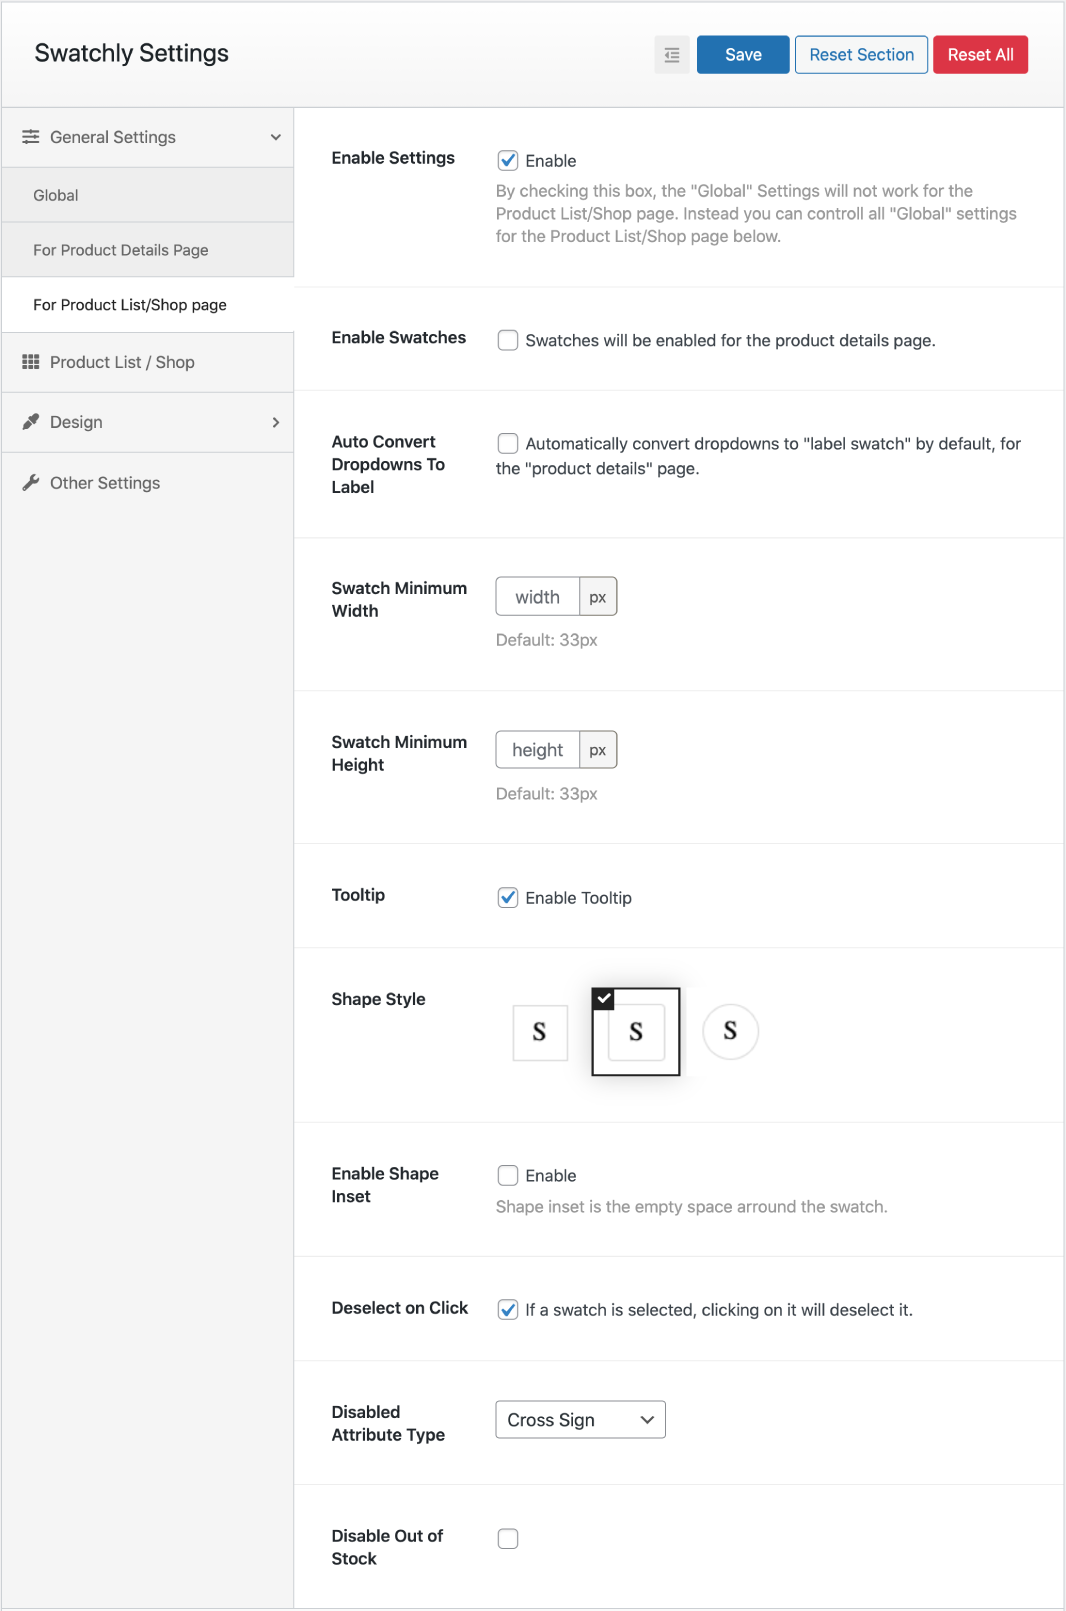 Swatchly Settings
Save
Reset Section
Reset All
General Settings
Global
For Product Details Page
For Product List/Shop page
Product List / Shop
Design
Other Settings
Enable Settings
Enable
By checking this box, the "Global" Settings will not work for the
Product List/Shop page. Instead you can controll all "Global" settings
for the Product List/Shop page below.
Enable Swatches
Swatches will be enabled for the product details page.
Auto Convert
Dropdowns To
Label
Automatically convert dropdowns to "label swatch" by default, for
the "product details" page.
Swatch Minimum
Width
width
px
Default: 33px
Swatch Minimum
Height
height
px
Default: 33px
Tooltip
Enable Tooltip
Shape Style
S
S
S
Enable Shape
Inset
Enable
Shape inset is the empty space arround the swatch.
Deselect on Click
If a swatch is selected, clicking on it will deselect it.
Disabled
Attribute Type
Cross Sign
Disable Out of
Stock